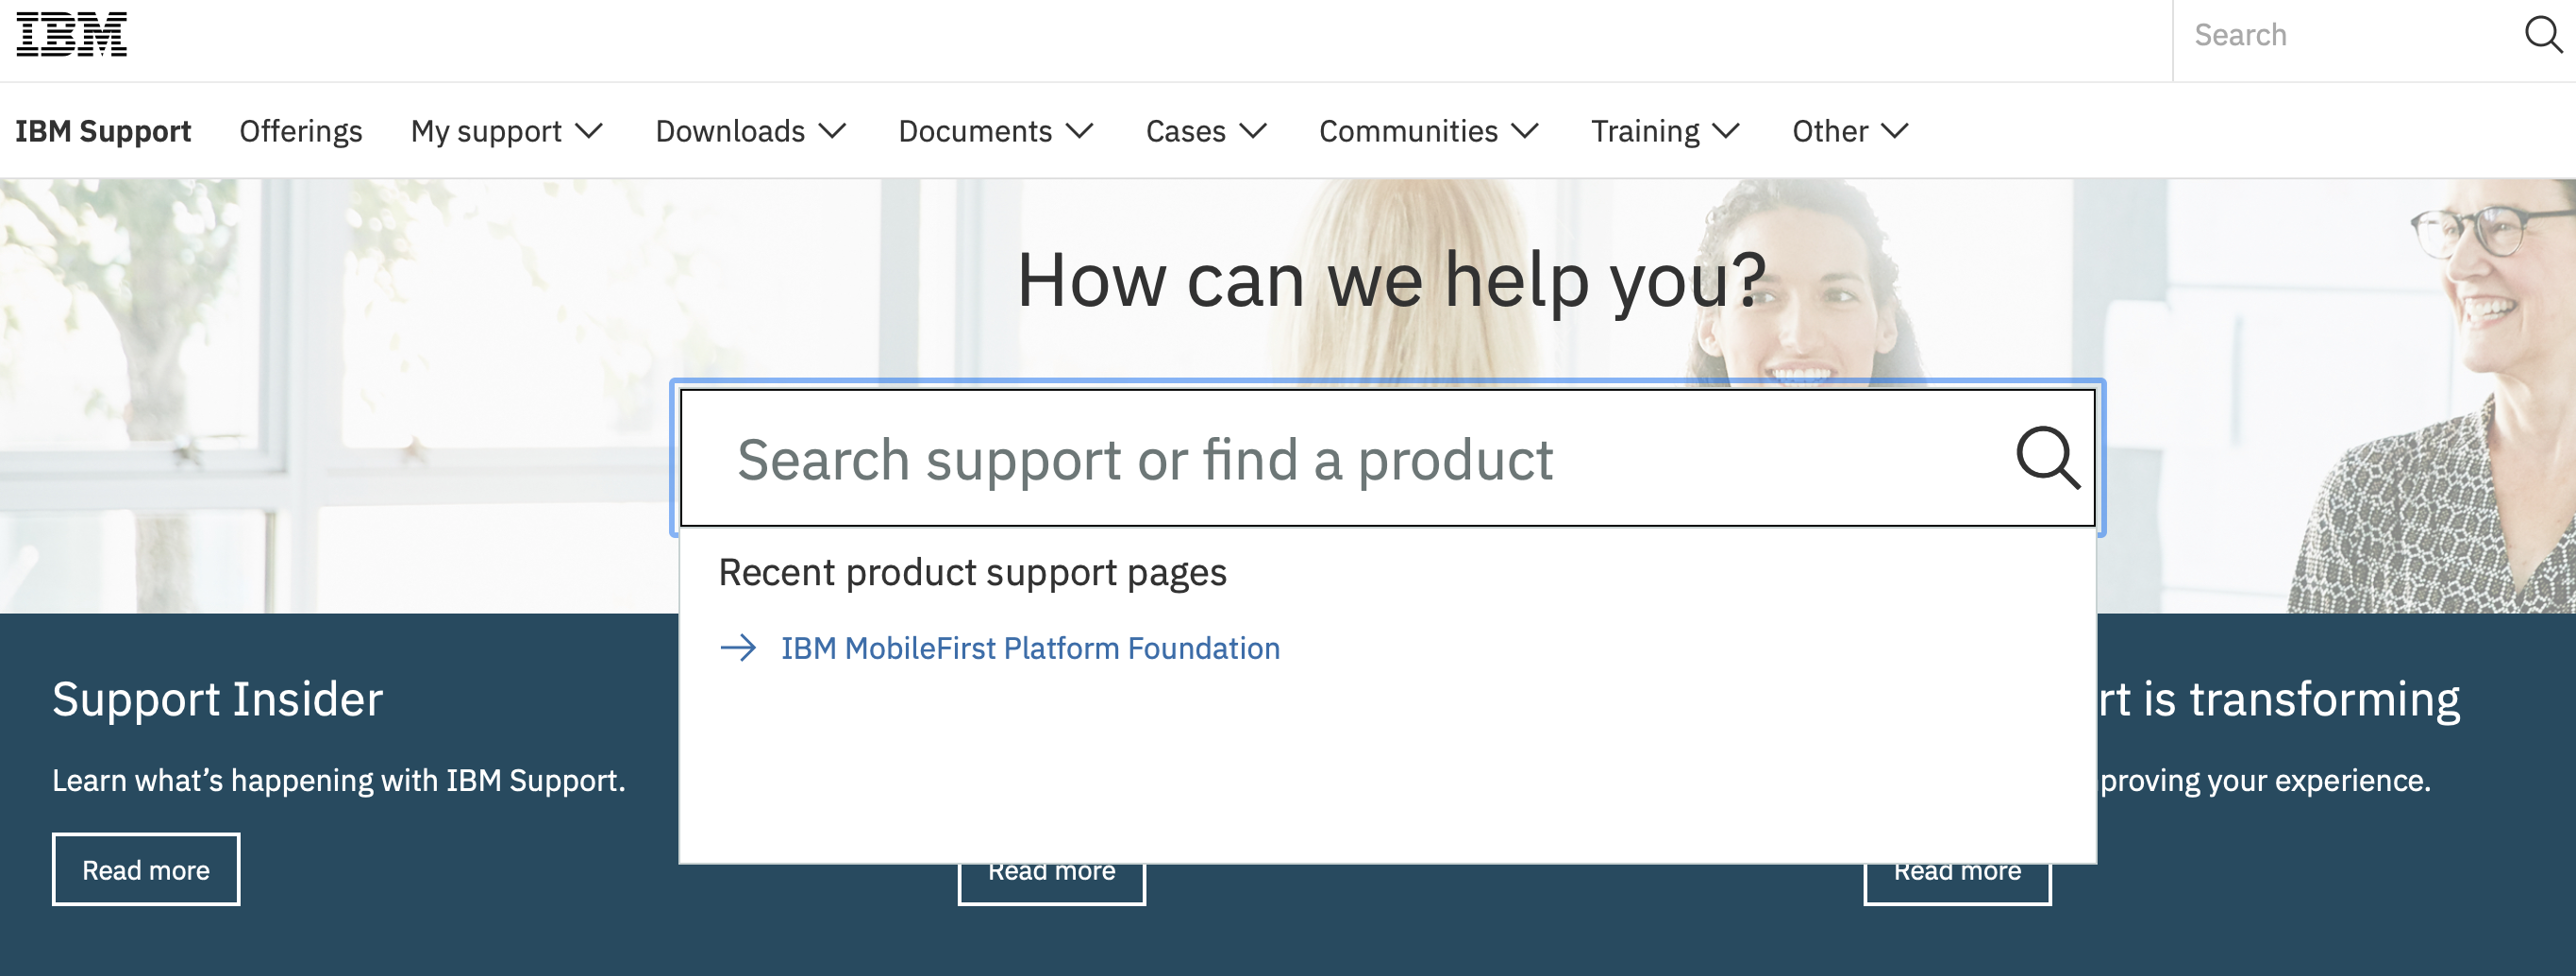 IBM
Search
IBM Support Offerings My support Downloads Documents Cases Communities Training Other
How can we help you?
Search support or find a product
Recent product support pages
IBM MobileFirst Platform Foundation
Support Insider
Learn what’s happening with IBM Support.
Read more
Read more
rt is transforming
proving your experience.
Read more